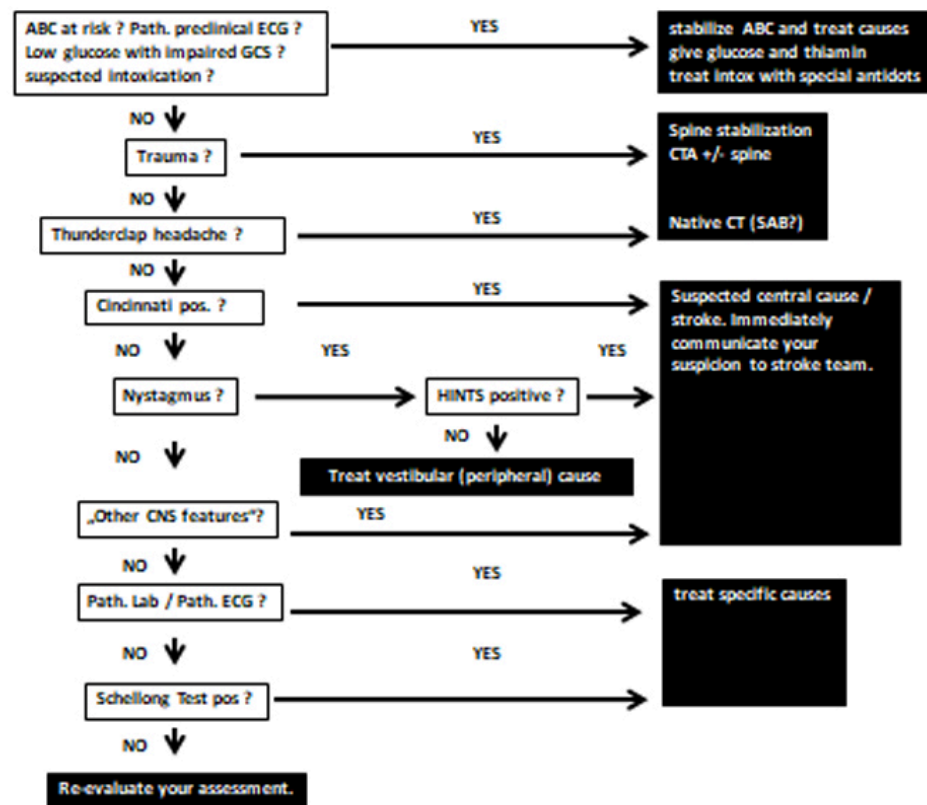 ABC at risk ? Path. preclinical ECG ?
Low glucose with impaired GCS ?
suspected intoxication ?
YES
stabilize ABC and treat causes
give glucose and thiamin
treat intox with special antidots
NO
Trauma ?
YES
Spine stabilization
CTA +/- spine
NO
Thunderclap headache ?
YES
Native CT (SAB?)
NO
Cincinnati pos. ?
YES
Suspected central cause /
stroke. Immediately
communicate your
suspicion to stroke team.
NO
YES
YES
Nystagmus ?
HINTS positive ?
NO
NO
Treat vestibular (peripheral) cause
„Other CNS features“?
YES
NO
YES
Path. Lab / Path. ECG ?
treat specific causes
NO
YES
Schellong Test pos ?
NO
Re-evaluate your assessment.